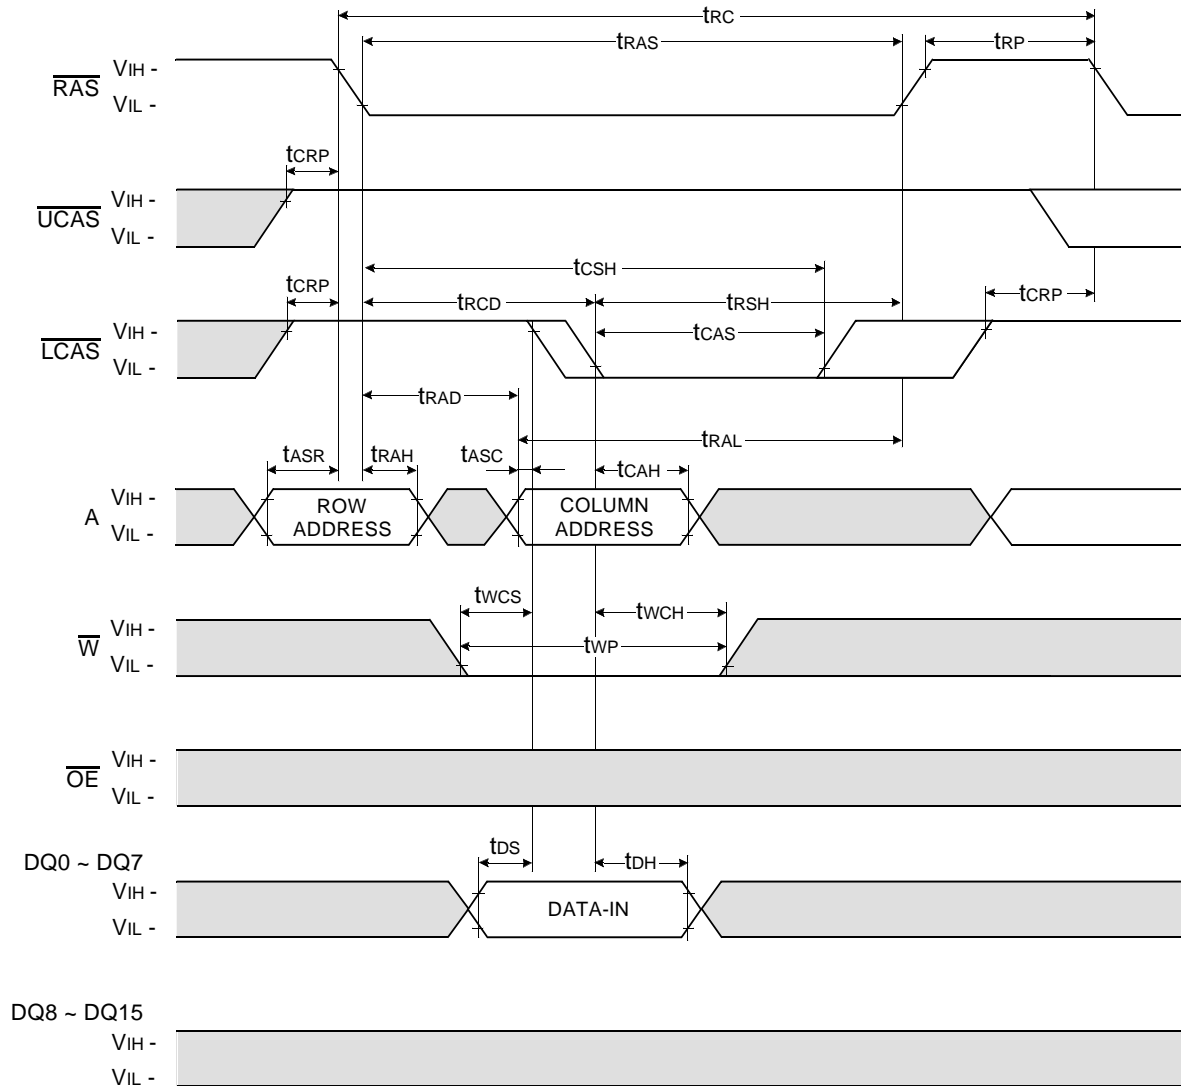 tRC
tRAS
tRP
RAS
VIH -
VIL -
tCRP
UCAS
VIH -
VIL -
tCSH
tCRP
tRCD
tRSH
tCRP
LCAS
VIH -
VIL -
tCAS
tRAD
tRAL
tASR
tRAH
tASC
tCAH
A
VIH -
VIL -
ROW
ADDRESS
COLUMN
ADDRESS
tWCS
tWCH
W
VIH -
VIL -
tWP
OE
VIH -
VIL -
DQ0 ~ DQ7
tDS
tDH
VIH -
VIL -
DATA-IN
DQ8 ~ DQ15
VIH -
VIL -